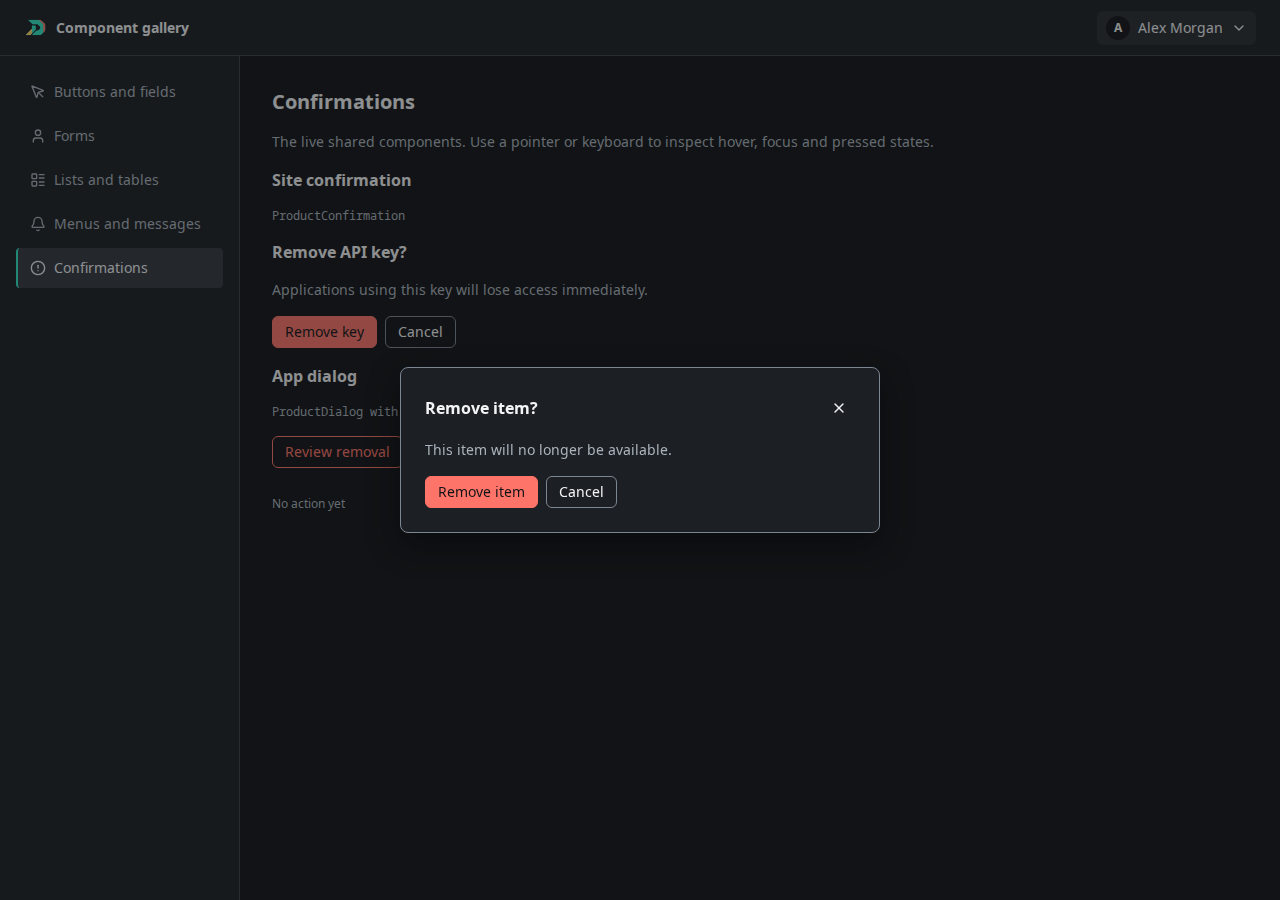 Component gallery
A Alex Morgan
Buttons and fields
Forms
Lists and tables
Menus and messages
Confirmations
Confirmations
The live shared components. Use a pointer or keyboard to inspect hover, focus and pressed states.
Site confirmation
ProductConfirmation
Remove API key?
Applications using this key will lose access immediately.
Remove key Cancel
App dialog
ProductDialog with
Review removal
No action yet
Remove item?
This item will no longer be available.
Remove item Cancel